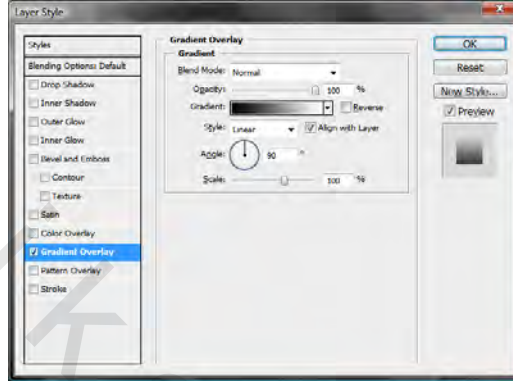 Layer Style
Styles
Blending Options: Default
Drop Shadow
Inner Shadow
Outer Glow
Inner Glow
Bevel and Emboss
Contour
Texture
Satin
Color Overlay
Gradient Overlay
Pattern Overlay
Stroke
Gradient Overlay
Gradient
Blend Mode: Normal
Opacity: 100 %
Gradient: Reverse
Style: Linear Align with Layer
Angle: 90 °
Scale: 100 %
OK
Reset
New Style...
Preview